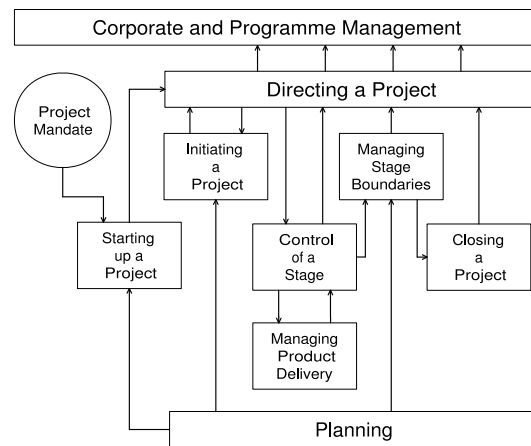 Corporate and Programme Management
Directing a Project
Project
Mandate
Initiating
a
Project
Managing
Stage
Boundaries
Starting
up a
Project
Control
of a
Stage
Closing
a
Project
Managing
Product
Delivery
Planning